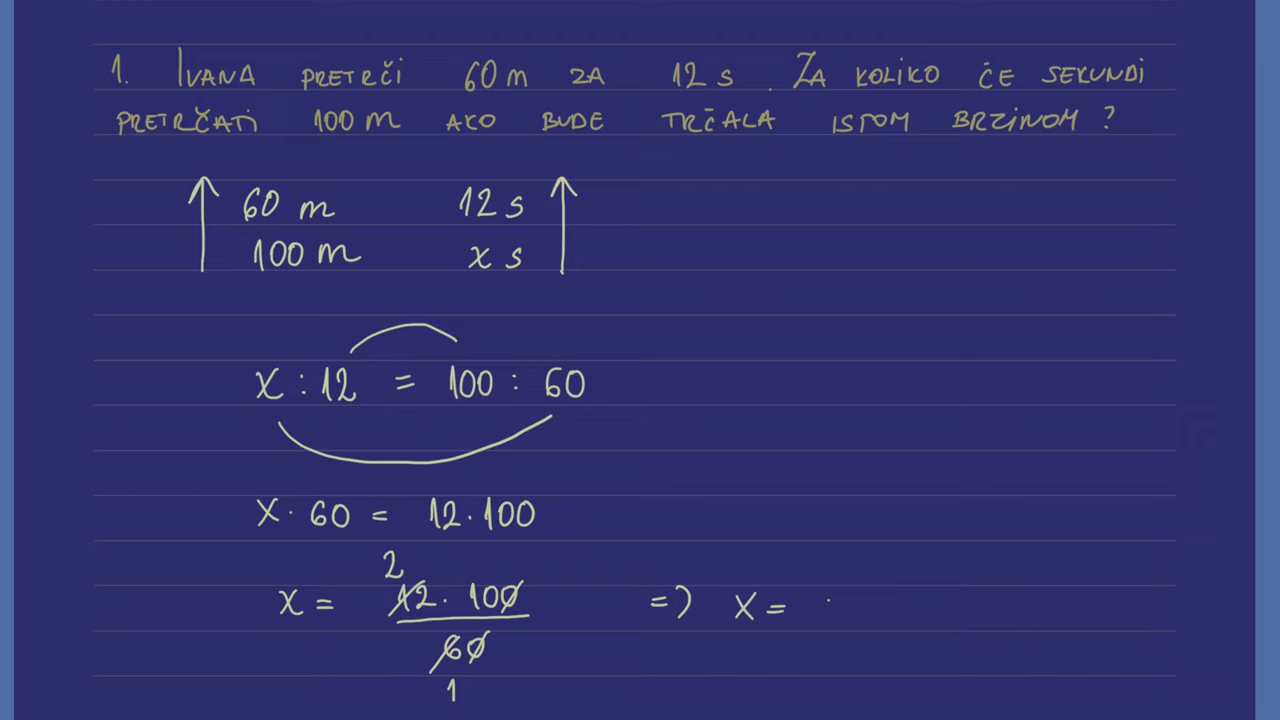 1. IVANA PRETRČI 60 m ZA 12 s. ZA KOLIKO ĆE SEKUNDI
PRETRČATI 100 m AKO BUDE TRČALA ISTOM BRZINOM?
60 m 12 s
100 m x s
x : 12 = 100 : 60
x · 60 = 12 · 100
2
x = 12 · 100 => x =
60
1